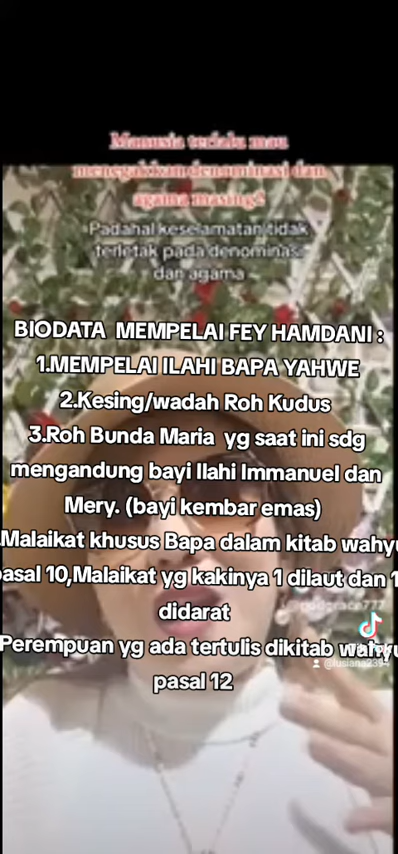 Manusia terlalu mau
menegakkan denominasi dan
agama masing²
Padahal keselamatan tidak
terletak pada denominasi
dan agama
BIODATA MEMPELAI FEY HAMDANI :
1.MEMPELAI ILAHI BAPA YAHWE
2.Kesing/wadah Roh Kudus
3.Roh Bunda Maria yg saat ini sdg
mengandung bayi Ilahi Immanuel dan
Mery. (bayi kembar emas)
.Malaikat khusus Bapa dalam kitab wahyu
pasal 10,Malaikat yg kakinya 1 dilaut dan 1
didarat
Perempuan yg ada tertulis dikitab wahyu
pasal 12